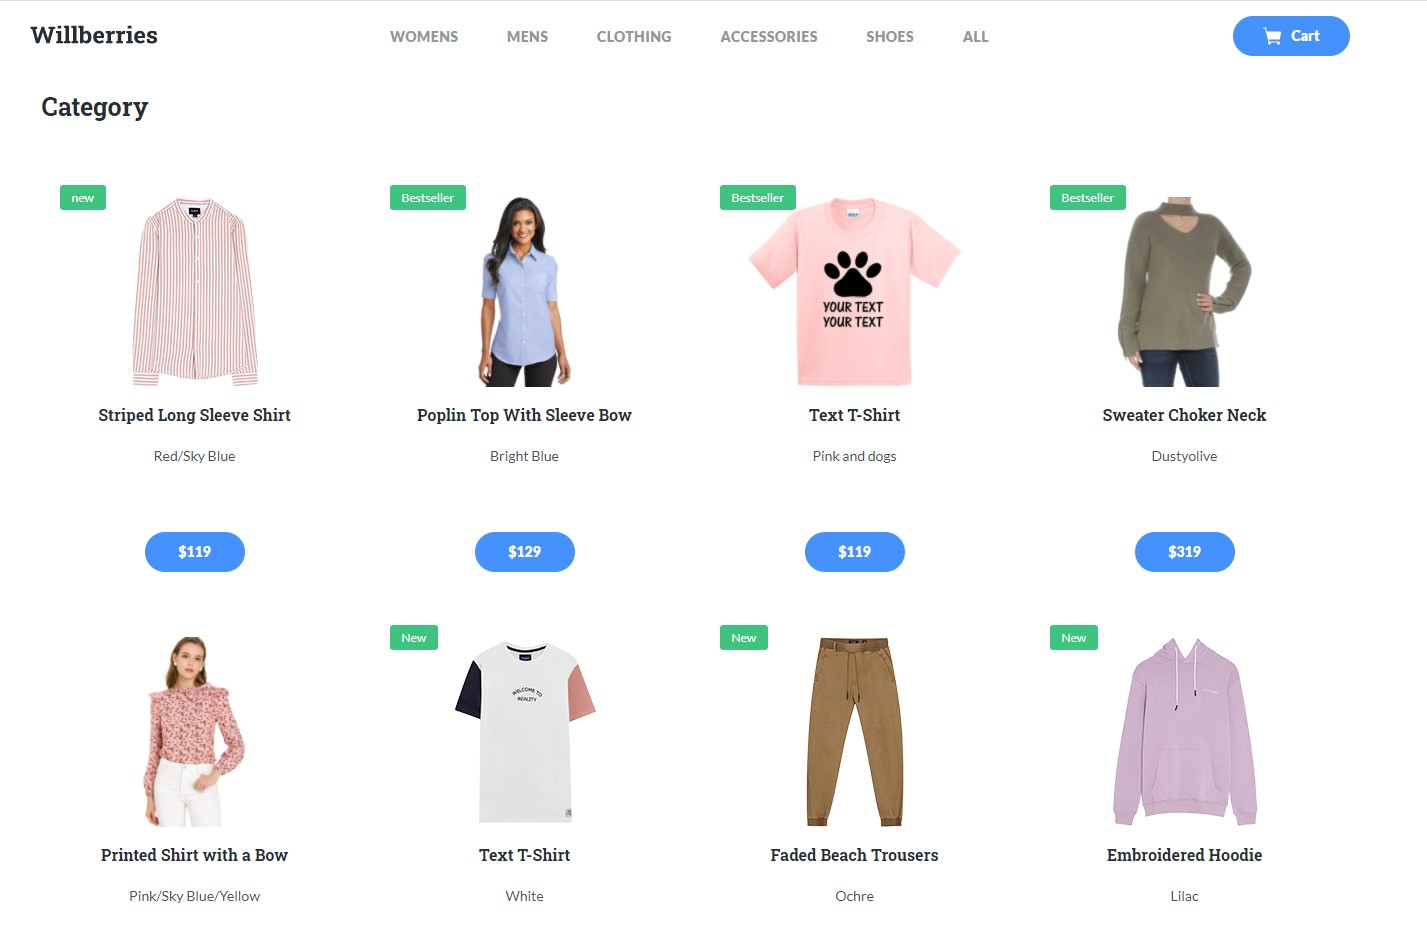 Willberries
WOMENS MENS CLOTHING ACCESSORIES SHOES ALL
Cart
Category
new
Bestseller
Bestseller
Bestseller
YOUR TEXT
YOUR TEXT
Striped Long Sleeve Shirt
Poplin Top With Sleeve Bow
Text T-Shirt
Sweater Choker Neck
Red/Sky Blue
Bright Blue
Pink and dogs
Dustyolive
$119
$129
$119
$319
New
New
New
WELCOME TO
REALITY
Printed Shirt with a Bow
Text T-Shirt
Faded Beach Trousers
Embroidered Hoodie
Pink/Sky Blue/Yellow
White
Ochre
Lilac